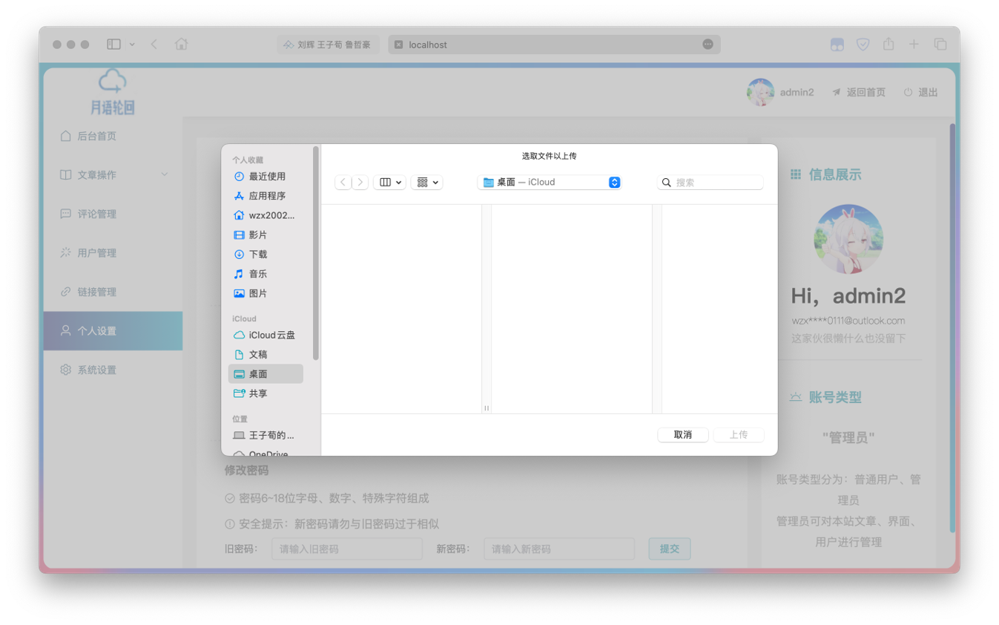 刘辉 王子荀 鲁哲豪
localhost
月语轮回
admin2
返回首页
退出
后台首页
文章操作
评论管理
用户管理
链接管理
个人设置
系统设置
选取文件以上传
个人收藏
最近使用
应用程序
wzx2002...
影片
下载
音乐
图片
iCloud
iCloud云盘
文稿
桌面
共享
位置
王子荀的...
OneDrive
桌面 — iCloud
搜索
取消
上传
修改密码
密码6~18位字母、数字、特殊字符组成
安全提示：新密码请勿与旧密码过于相似
旧密码：
请输入旧密码
新密码：
请输入新密码
提交
信息展示
Hi，admin2
wzx****0111@outlook.com
这家伙很懒什么也没留下
账号类型
"管理员"
账号类型分为：普通用户、管
理员
管理员可对本站文章、界面、
用户进行管理